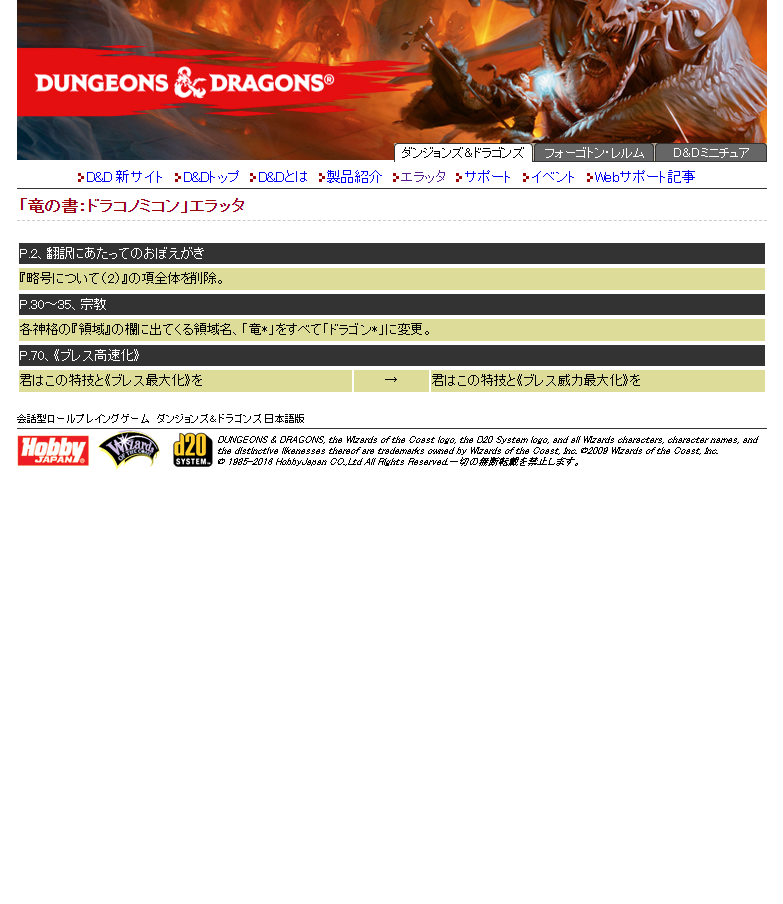 DUNGEONS & DRAGONS®
ダンジョンズ&ドラゴンズ フォーゴトン・レルム D&Dミニチュア
D&D 新サイト D&Dトップ D&Dとは 製品紹介 エラッタ サポート イベント Webサポート記事
「竜の書：ドラコノミコン」エラッタ
P.2、翻訳にあたってのおぼえがき
『略号について（2）』の項全体を削除。
P.30～35、宗教
各神格の『領域』の欄に出てくる領域名、「竜*」をすべて「ドラゴン*」に変更。
P.70、《ブレス高速化》
君はこの特技と《ブレス最大化》を → 君はこの特技と《ブレス威力最大化》を
会話型ロールプレイングゲーム ダンジョンズ&ドラゴンズ 日本語版
Hobby JAPAN Wizards OF THE COAST d20 SYSTEM
DUNGEONS & DRAGONS, the Wizards of the Coast logo, the D20 System logo, and all Wizards characters, character names, and
the distinctive likenesses thereof are trademarks owned by Wizards of the Coast, Inc. ©2009 Wizards of the Coast, Inc.
© 1985-2016 HobbyJapan CO.,Ltd All Rights Reserved.一切の無断転載を禁止します。